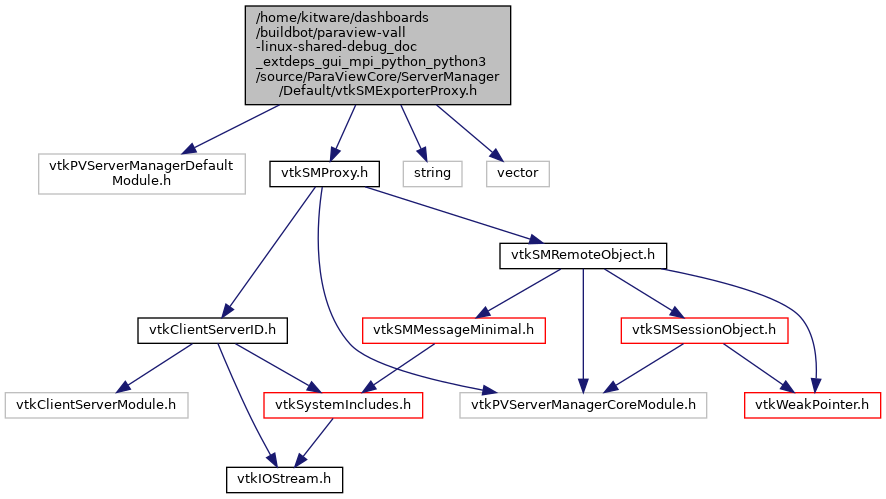 /home/kitware/dashboards
/buildbot/paraview-vall
-linux-shared-debug_doc
_extdeps_gui_mpi_python_python3
/source/ParaViewCore/ServerManager
/Default/vtkSMExporterProxy.h
vtkPVServerManagerDefault
Module.h
vtkSMProxy.h
string
vector
vtkSMRemoteObject.h
vtkClientServerID.h
vtkSMMessageMinimal.h
vtkSMSessionObject.h
vtkClientServerModule.h
vtkSystemIncludes.h
vtkPVServerManagerCoreModule.h
vtkWeakPointer.h
vtkIOStream.h